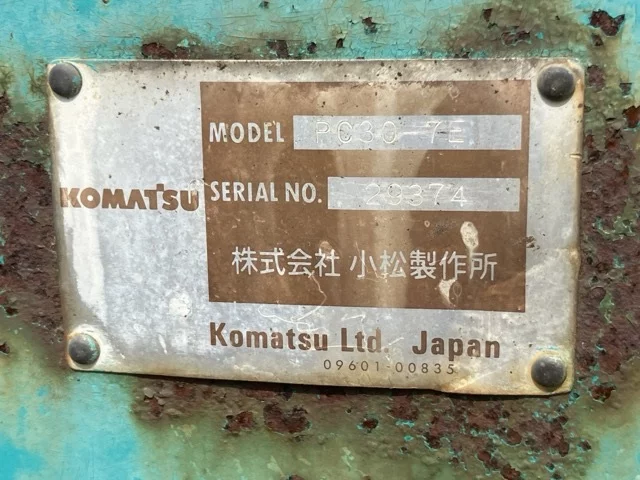 MODEL PC30-7E
KOMATSU
SERIAL NO. 29374
株式会社 小松製作所
Komatsu Ltd. Japan
09601-00835